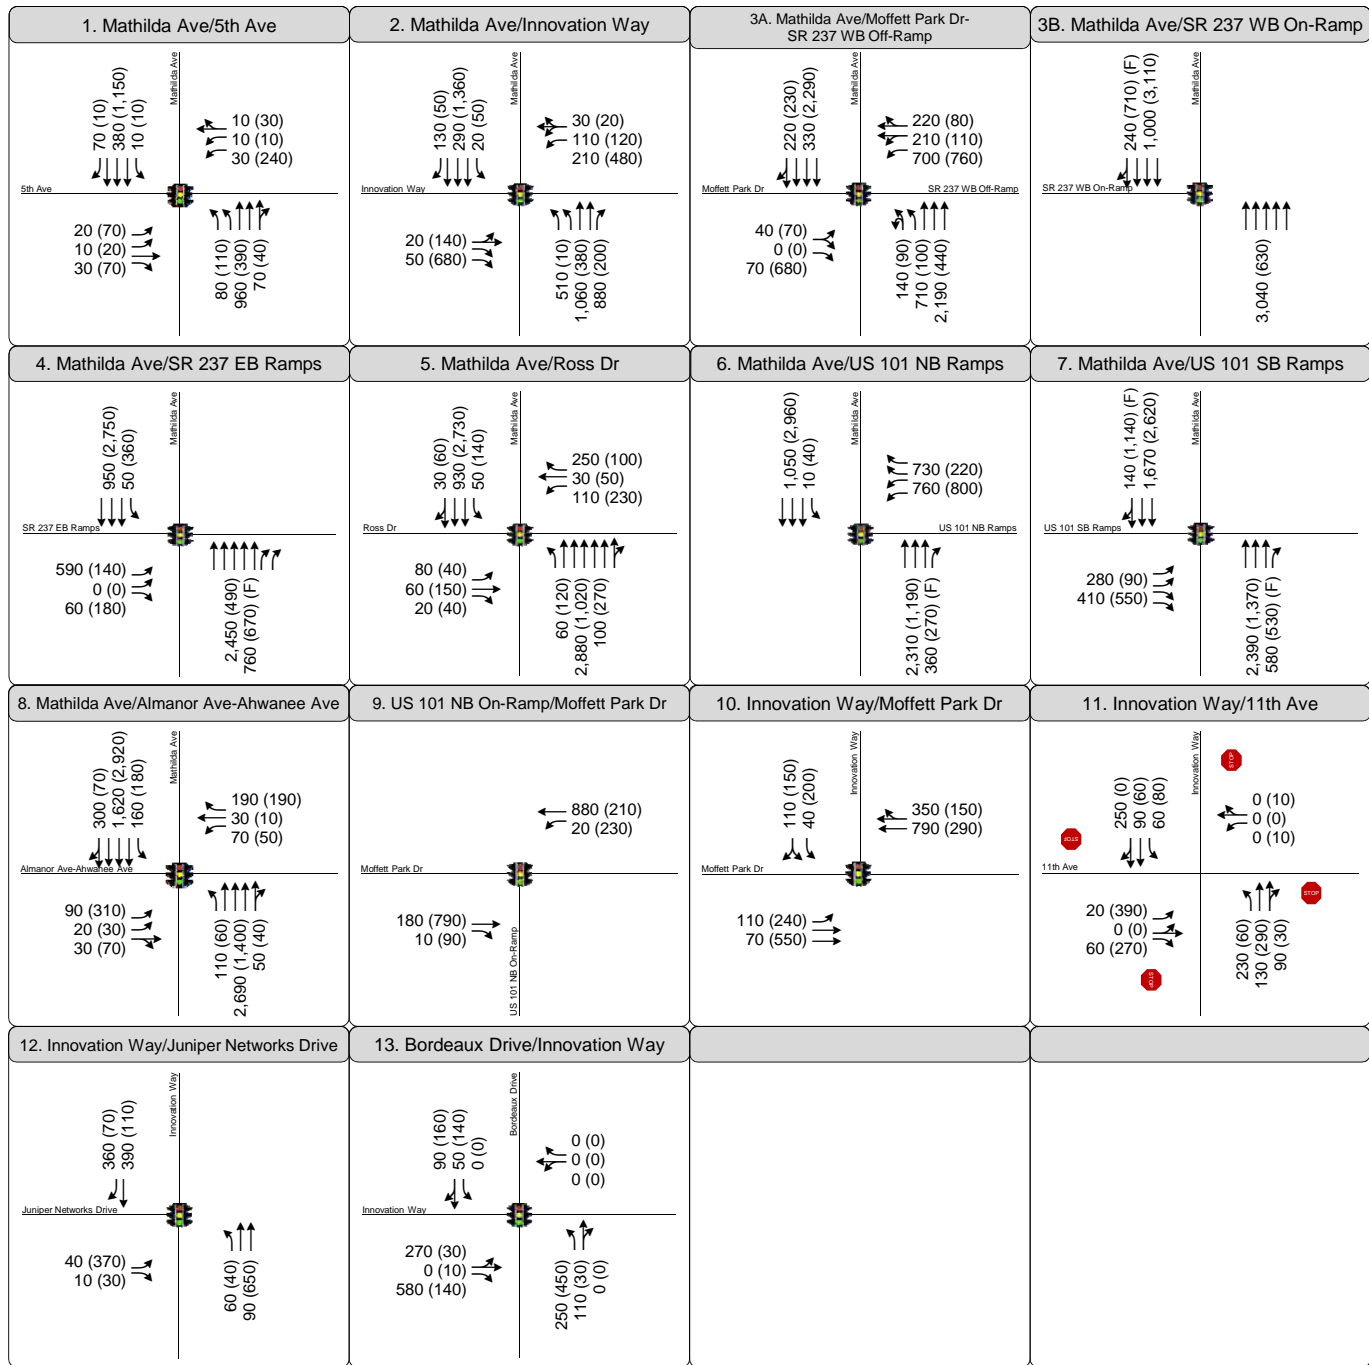 1. Mathilda Ave/5th Ave
Mathilda Ave
70 (10)
380 (1,150)
10 (10)
10 (30)
10 (10)
30 (240)
5th Ave
20 (70)
10 (20)
30 (70)
80 (110)
960 (390)
70 (40)
2. Mathilda Ave/Innovation Way
Mathilda Ave
130 (50)
290 (1,360)
20 (50)
30 (20)
110 (120)
210 (480)
Innovation Way
20 (140)
50 (680)
510 (10)
1,060 (380)
880 (200)
3A. Mathilda Ave/Moffett Park Dr-
SR 237 WB Off-Ramp
Mathilda Ave
220 (230)
330 (2,290)
220 (80)
210 (110)
700 (760)
Moffett Park Dr
SR 237 WB Off-Ramp
40 (70)
0 (0)
70 (680)
140 (90)
710 (100)
2,190 (440)
3B. Mathilda Ave/SR 237 WB On-Ramp
Mathilda Ave
240 (710) (F)
1,000 (3,110)
SR 237 WB On-Ramp
3,040 (630)
4. Mathilda Ave/SR 237 EB Ramps
Mathilda Ave
950 (2,750)
50 (360)
SR 237 EB Ramps
590 (140)
0 (0)
60 (180)
2,450 (490)
760 (670) (F)
5. Mathilda Ave/Ross Dr
Mathilda Ave
30 (60)
930 (2,730)
50 (140)
250 (100)
30 (50)
110 (230)
Ross Dr
80 (40)
60 (150)
20 (40)
60 (120)
2,880 (1,020)
100 (270)
6. Mathilda Ave/US 101 NB Ramps
Mathilda Ave
1,050 (2,960)
10 (40)
730 (220)
760 (800)
US 101 NB Ramps
2,310 (1,190)
360 (270) (F)
7. Mathilda Ave/US 101 SB Ramps
Mathilda Ave
140 (1,140) (F)
1,670 (2,620)
US 101 SB Ramps
280 (90)
410 (550)
2,390 (1,370)
580 (530) (F)
8. Mathilda Ave/Almanor Ave-Ahwanee Ave
Mathilda Ave
300 (70)
1,620 (2,920)
160 (180)
190 (190)
30 (10)
70 (50)
Almanor Ave-Ahwanee Ave
90 (310)
20 (30)
30 (70)
110 (60)
2,690 (1,400)
50 (40)
9. US 101 NB On-Ramp/Moffett Park Dr
880 (210)
20 (230)
Moffett Park Dr
180 (790)
10 (90)
US 101 NB On-Ramp
10. Innovation Way/Moffett Park Dr
Innovation Way
110 (150)
40 (200)
350 (150)
790 (290)
Moffett Park Dr
110 (240)
70 (550)
11. Innovation Way/11th Ave
Innovation Way
STOP
250 (0)
90 (60)
60 (80)
0 (10)
0 (0)
0 (10)
STOP
11th Ave
STOP
20 (390)
0 (0)
60 (270)
230 (60)
130 (290)
90 (30)
STOP
12. Innovation Way/Juniper Networks Drive
Innovation Way
360 (70)
390 (110)
Juniper Networks Drive
40 (370)
10 (30)
60 (40)
90 (650)
13. Bordeaux Drive/Innovation Way
Bordeaux Drive
90 (160)
50 (140)
0 (0)
0 (0)
0 (0)
0 (0)
Innovation Way
270 (30)
0 (10)
580 (140)
250 (450)
110 (30)
0 (0)